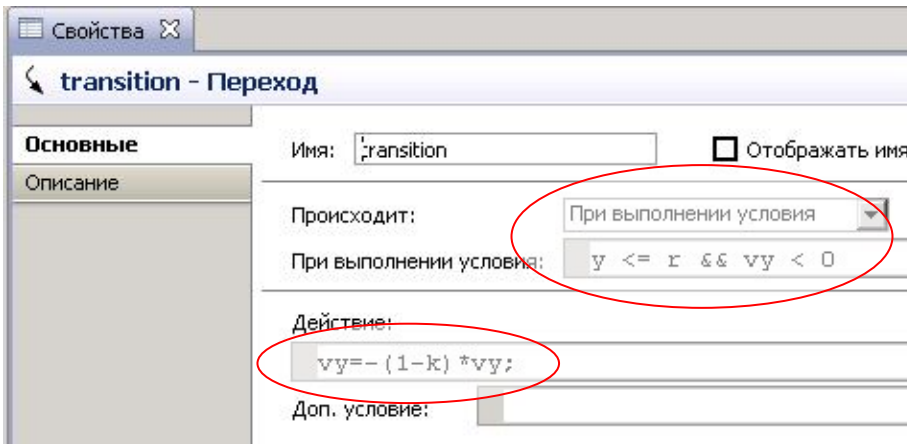 Свойства
transition - Переход
Основные
Описание
Имя: transition Отображать имя
Происходит: При выполнении условия
При выполнении условия: y <= r && vy < 0
Действие:
vy=-(1-k)*vy;
Доп. условие: